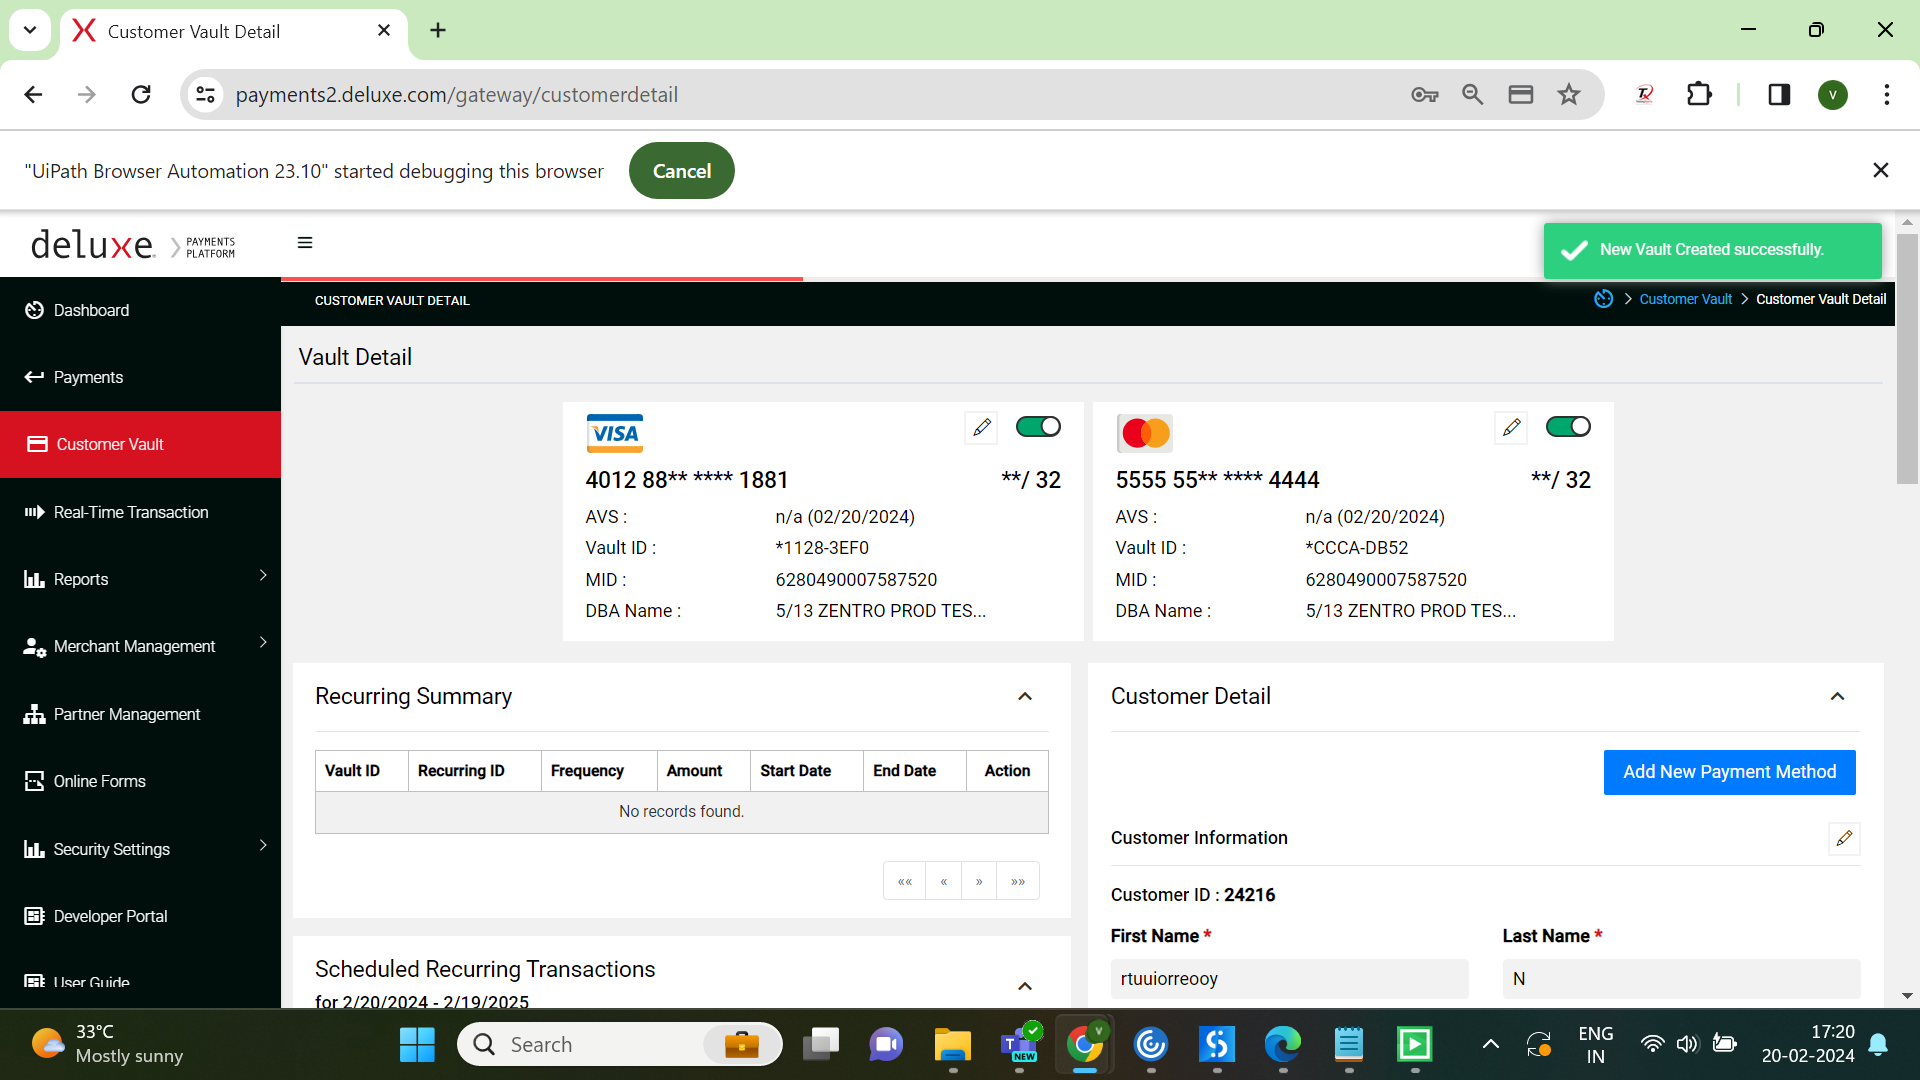 Customer Vault Detail
payments2.deluxe.com/gateway/customerdetail
V
"UiPath Browser Automation 23.10" started debugging this browser
Cancel
deluxe. PAYMENTS PLATFORM
New Vault Created successfully.
CUSTOMER VAULT DETAIL
Customer Vault > Customer Vault Detail
Dashboard
Payments
Customer Vault
Real-Time Transaction
Reports
Merchant Management
Partner Management
Online Forms
Security Settings
Developer Portal
User Guide
Vault Detail
VISA
4012 88** **** 1881 **/ 32
AVS : n/a (02/20/2024)
Vault ID : *1128-3EF0
MID : 6280490007587520
DBA Name : 5/13 ZENTRO PROD TES...
5555 55** **** 4444 **/ 32
AVS : n/a (02/20/2024)
Vault ID : *CCCA-DB52
MID : 6280490007587520
DBA Name : 5/13 ZENTRO PROD TES...
Recurring Summary
Vault ID Recurring ID Frequency Amount Start Date End Date Action
No records found.
«« « » »»
Scheduled Recurring Transactions
for 2/20/2024 - 2/19/2025
Customer Detail
Add New Payment Method
Customer Information
Customer ID : 24216
First Name * Last Name *
rtuuiorreooy N
33°C
Mostly sunny
Search
NEW
ENG
IN
17:20
20-02-2024